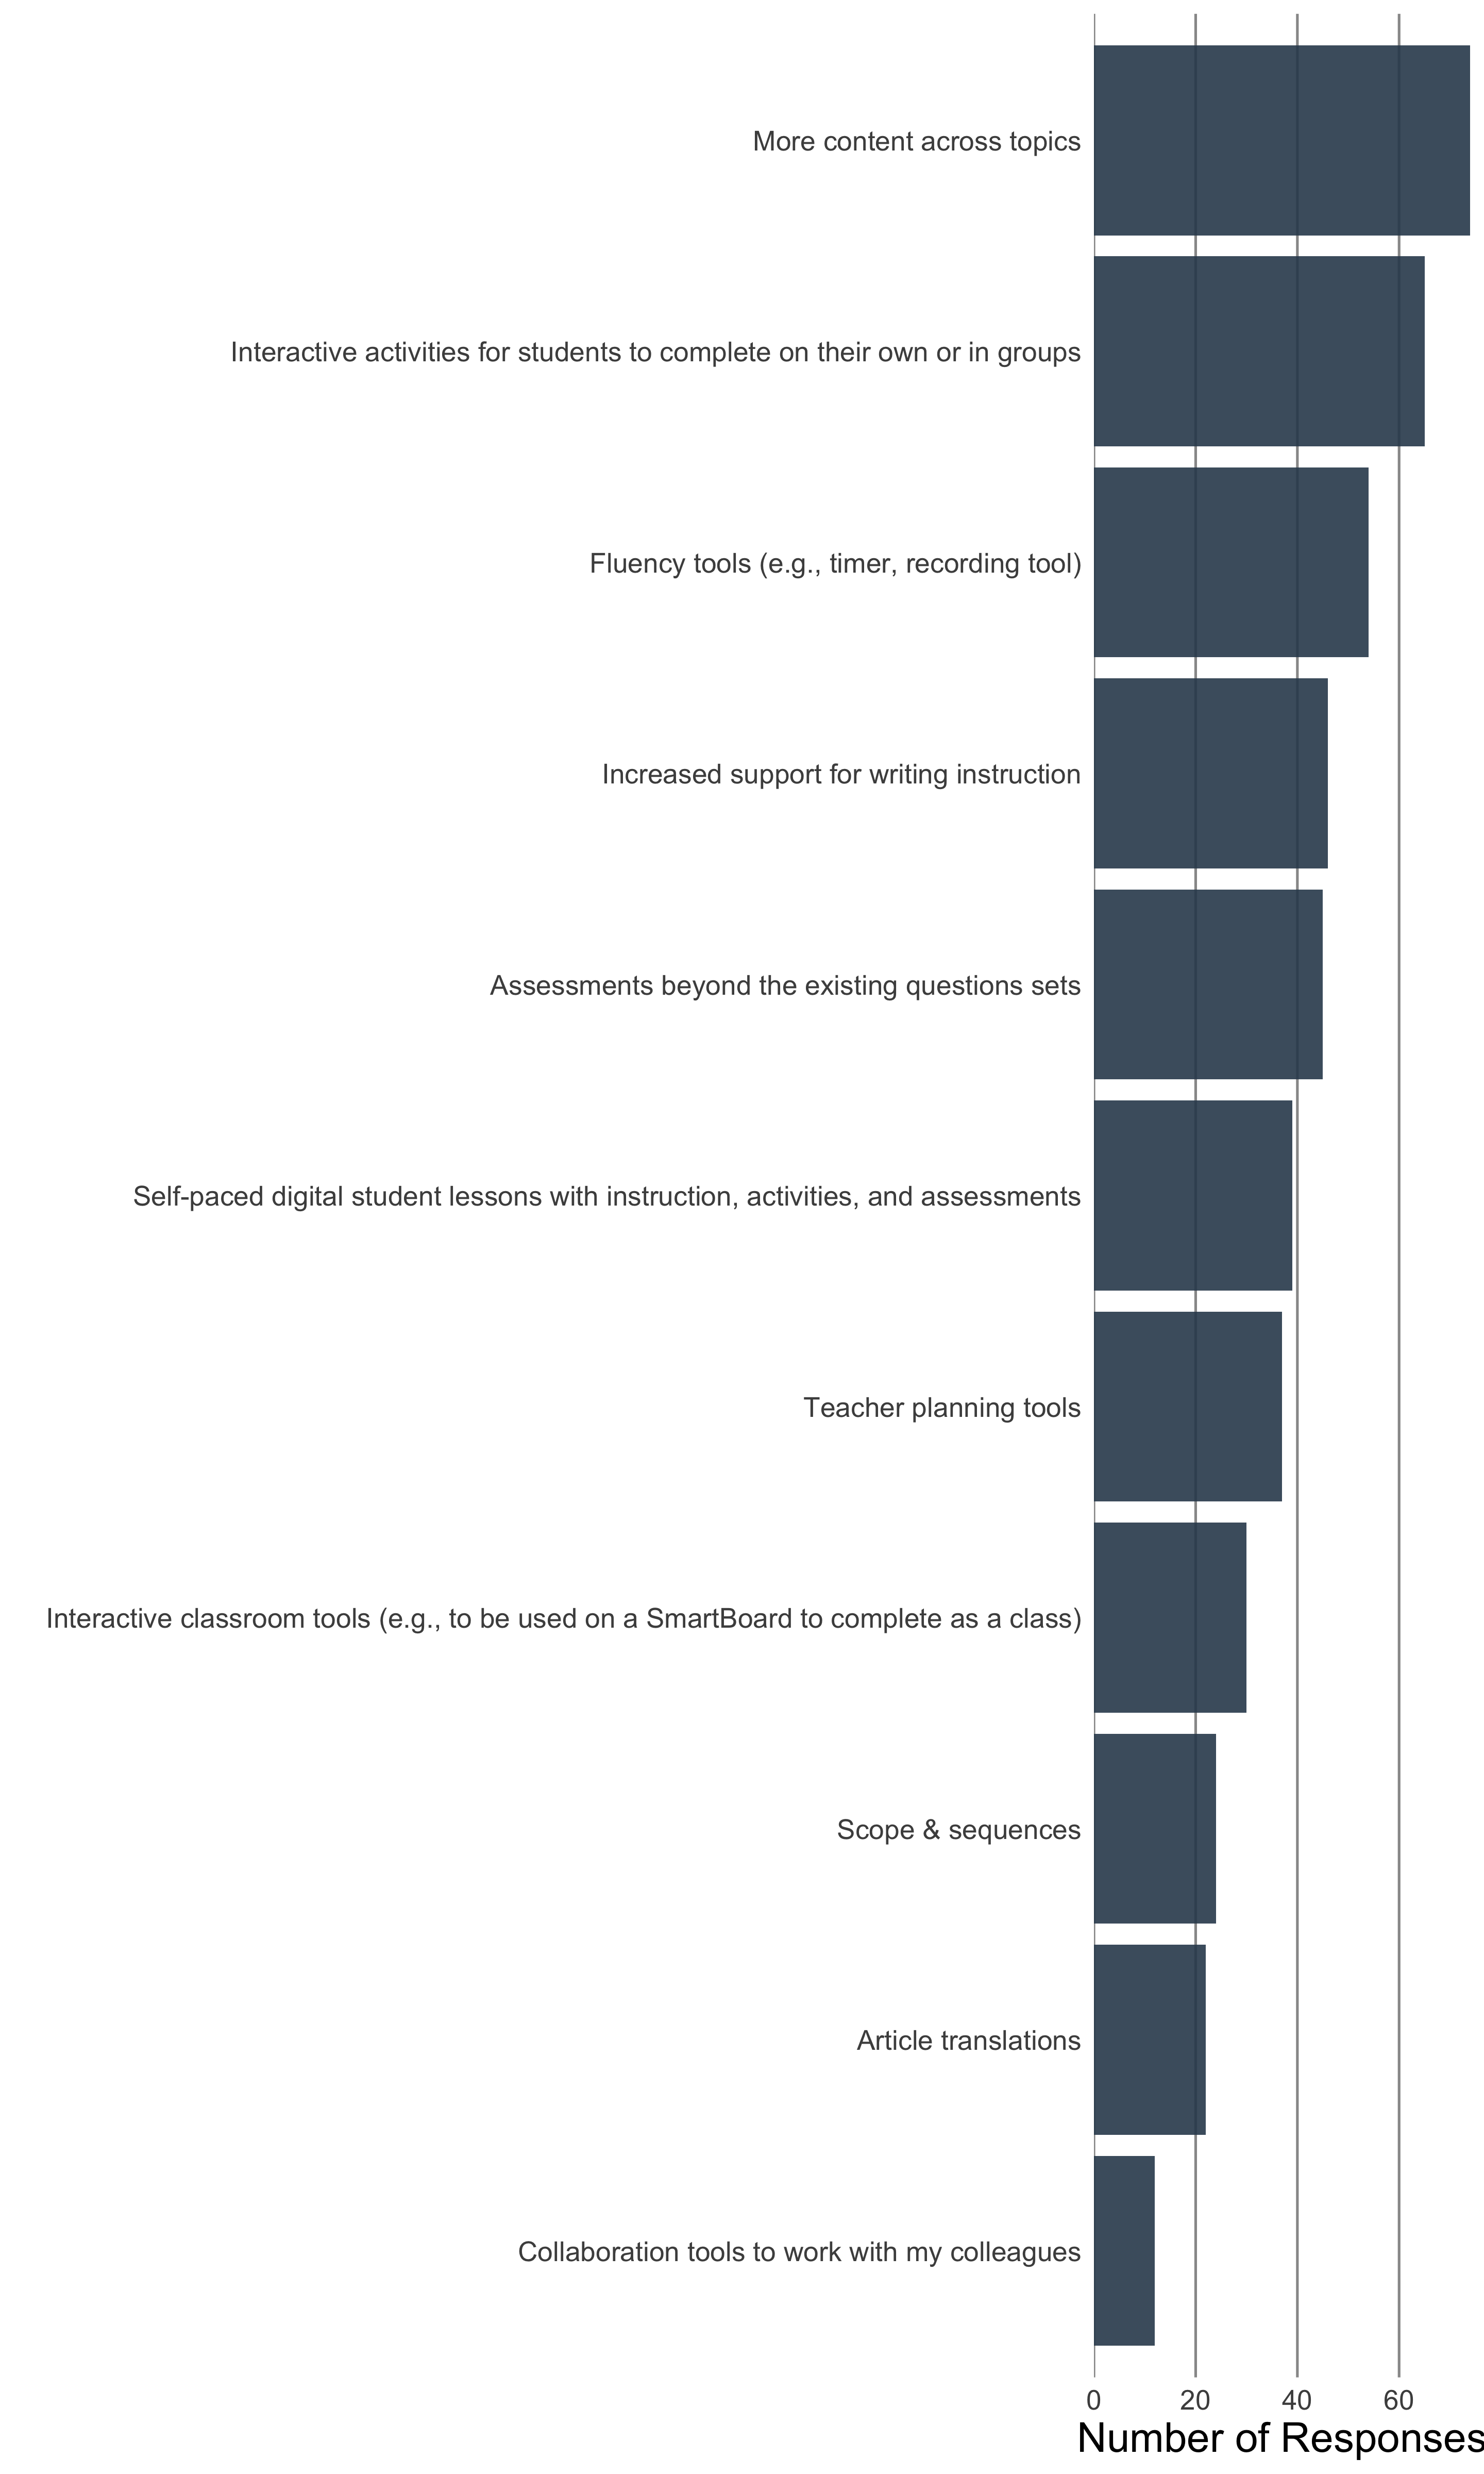 More content across topics
Interactive activities for students to complete on their own or in groups
Fluency tools (e.g., timer, recording tool)
Increased support for writing instruction
Assessments beyond the existing questions sets
Self-paced digital student lessons with instruction, activities, and assessments
Teacher planning tools
Interactive classroom tools (e.g., to be used on a SmartBoard to complete as a class)
Scope & sequences
Article translations
Collaboration tools to work with my colleagues
0 20 40 60
Number of Responses